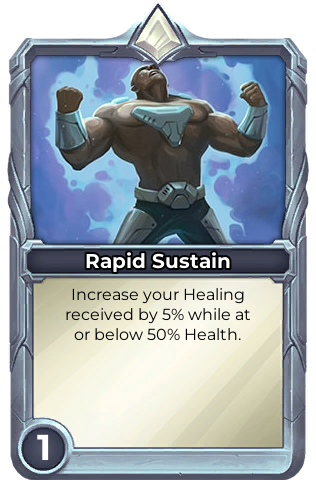 Rapid Sustain
Increase your Healing
received by 5% while at
or below 50% Health.
1